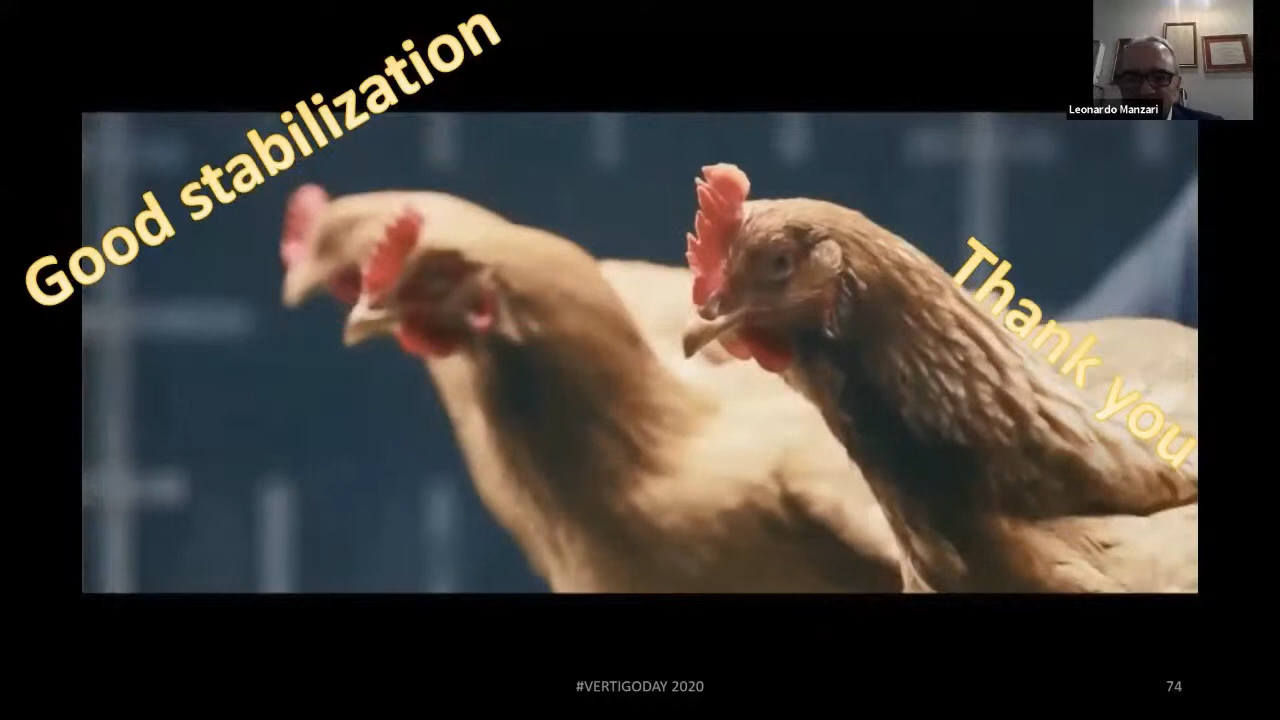 Good stabilization
Leonardo Manzari
Thank you
#VERTIGODAY 2020
74